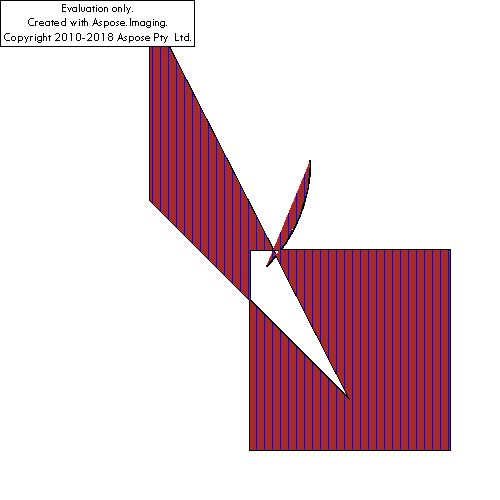 Evaluation only.
Created with Aspose.Imaging.
Copyright 2010-2018 Aspose Pty Ltd.